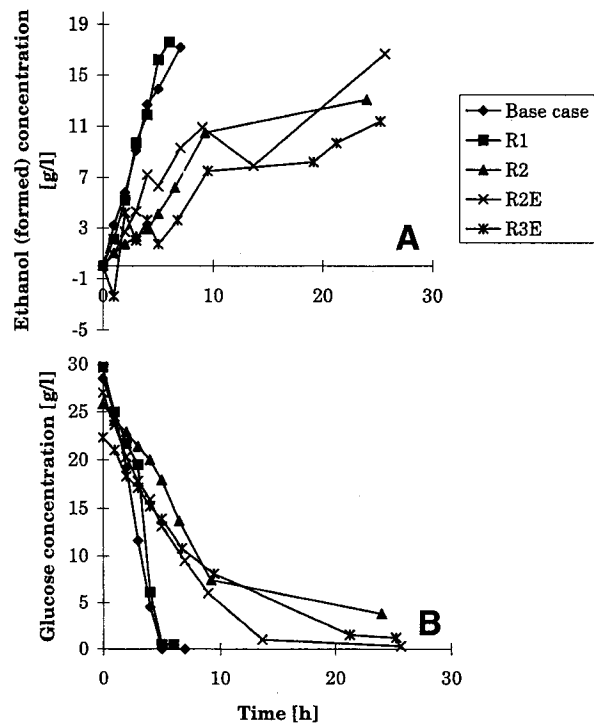 Ethanol (formed) concentration
[g/l]
19
15
11
7
3
-1
-5
0
10
20
30
A
Base case
R1
R2
R2E
R3E
Glucose concentration [g/l]
30
25
20
15
10
5
0
0
10
20
30
B
Time [h]